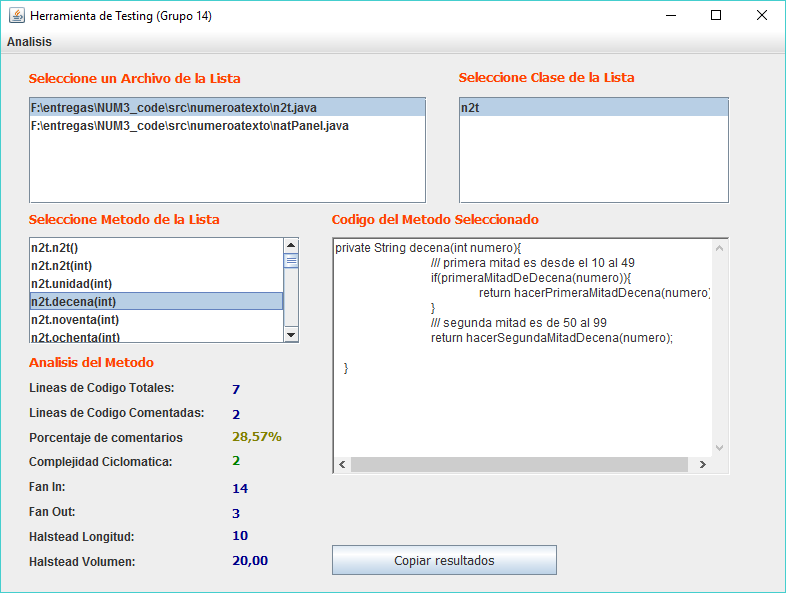 Herramienta de Testing (Grupo 14)
Analisis
Seleccione un Archivo de la Lista
F:\entregas\NUM3_code\src\numeroatexto\n2t.java
F:\entregas\NUM3_code\src\numeroatexto\natPanel.java
Seleccione Clase de la Lista
n2t
Seleccione Metodo de la Lista
n2t.n2t()
n2t.n2t(int)
n2t.unidad(int)
n2t.decena(int)
n2t.noventa(int)
n2t.ochenta(int)
Codigo del Metodo Seleccionado
private String decena(int numero){
/// primera mitad es desde el 10 al 49
if(primeraMitadDeDecena(numero)){
return hacerPrimeraMitadDecena(numero)
}
/// segunda mitad es de 50 al 99
return hacerSegundaMitadDecena(numero);
}
Analisis del Metodo
Lineas de Codigo Totales: 7
Lineas de Codigo Comentadas: 2
Porcentaje de comentarios 28,57%
Complejidad Ciclomatica: 2
Fan In: 14
Fan Out: 3
Halstead Longitud: 10
Halstead Volumen: 20,00
Copiar resultados